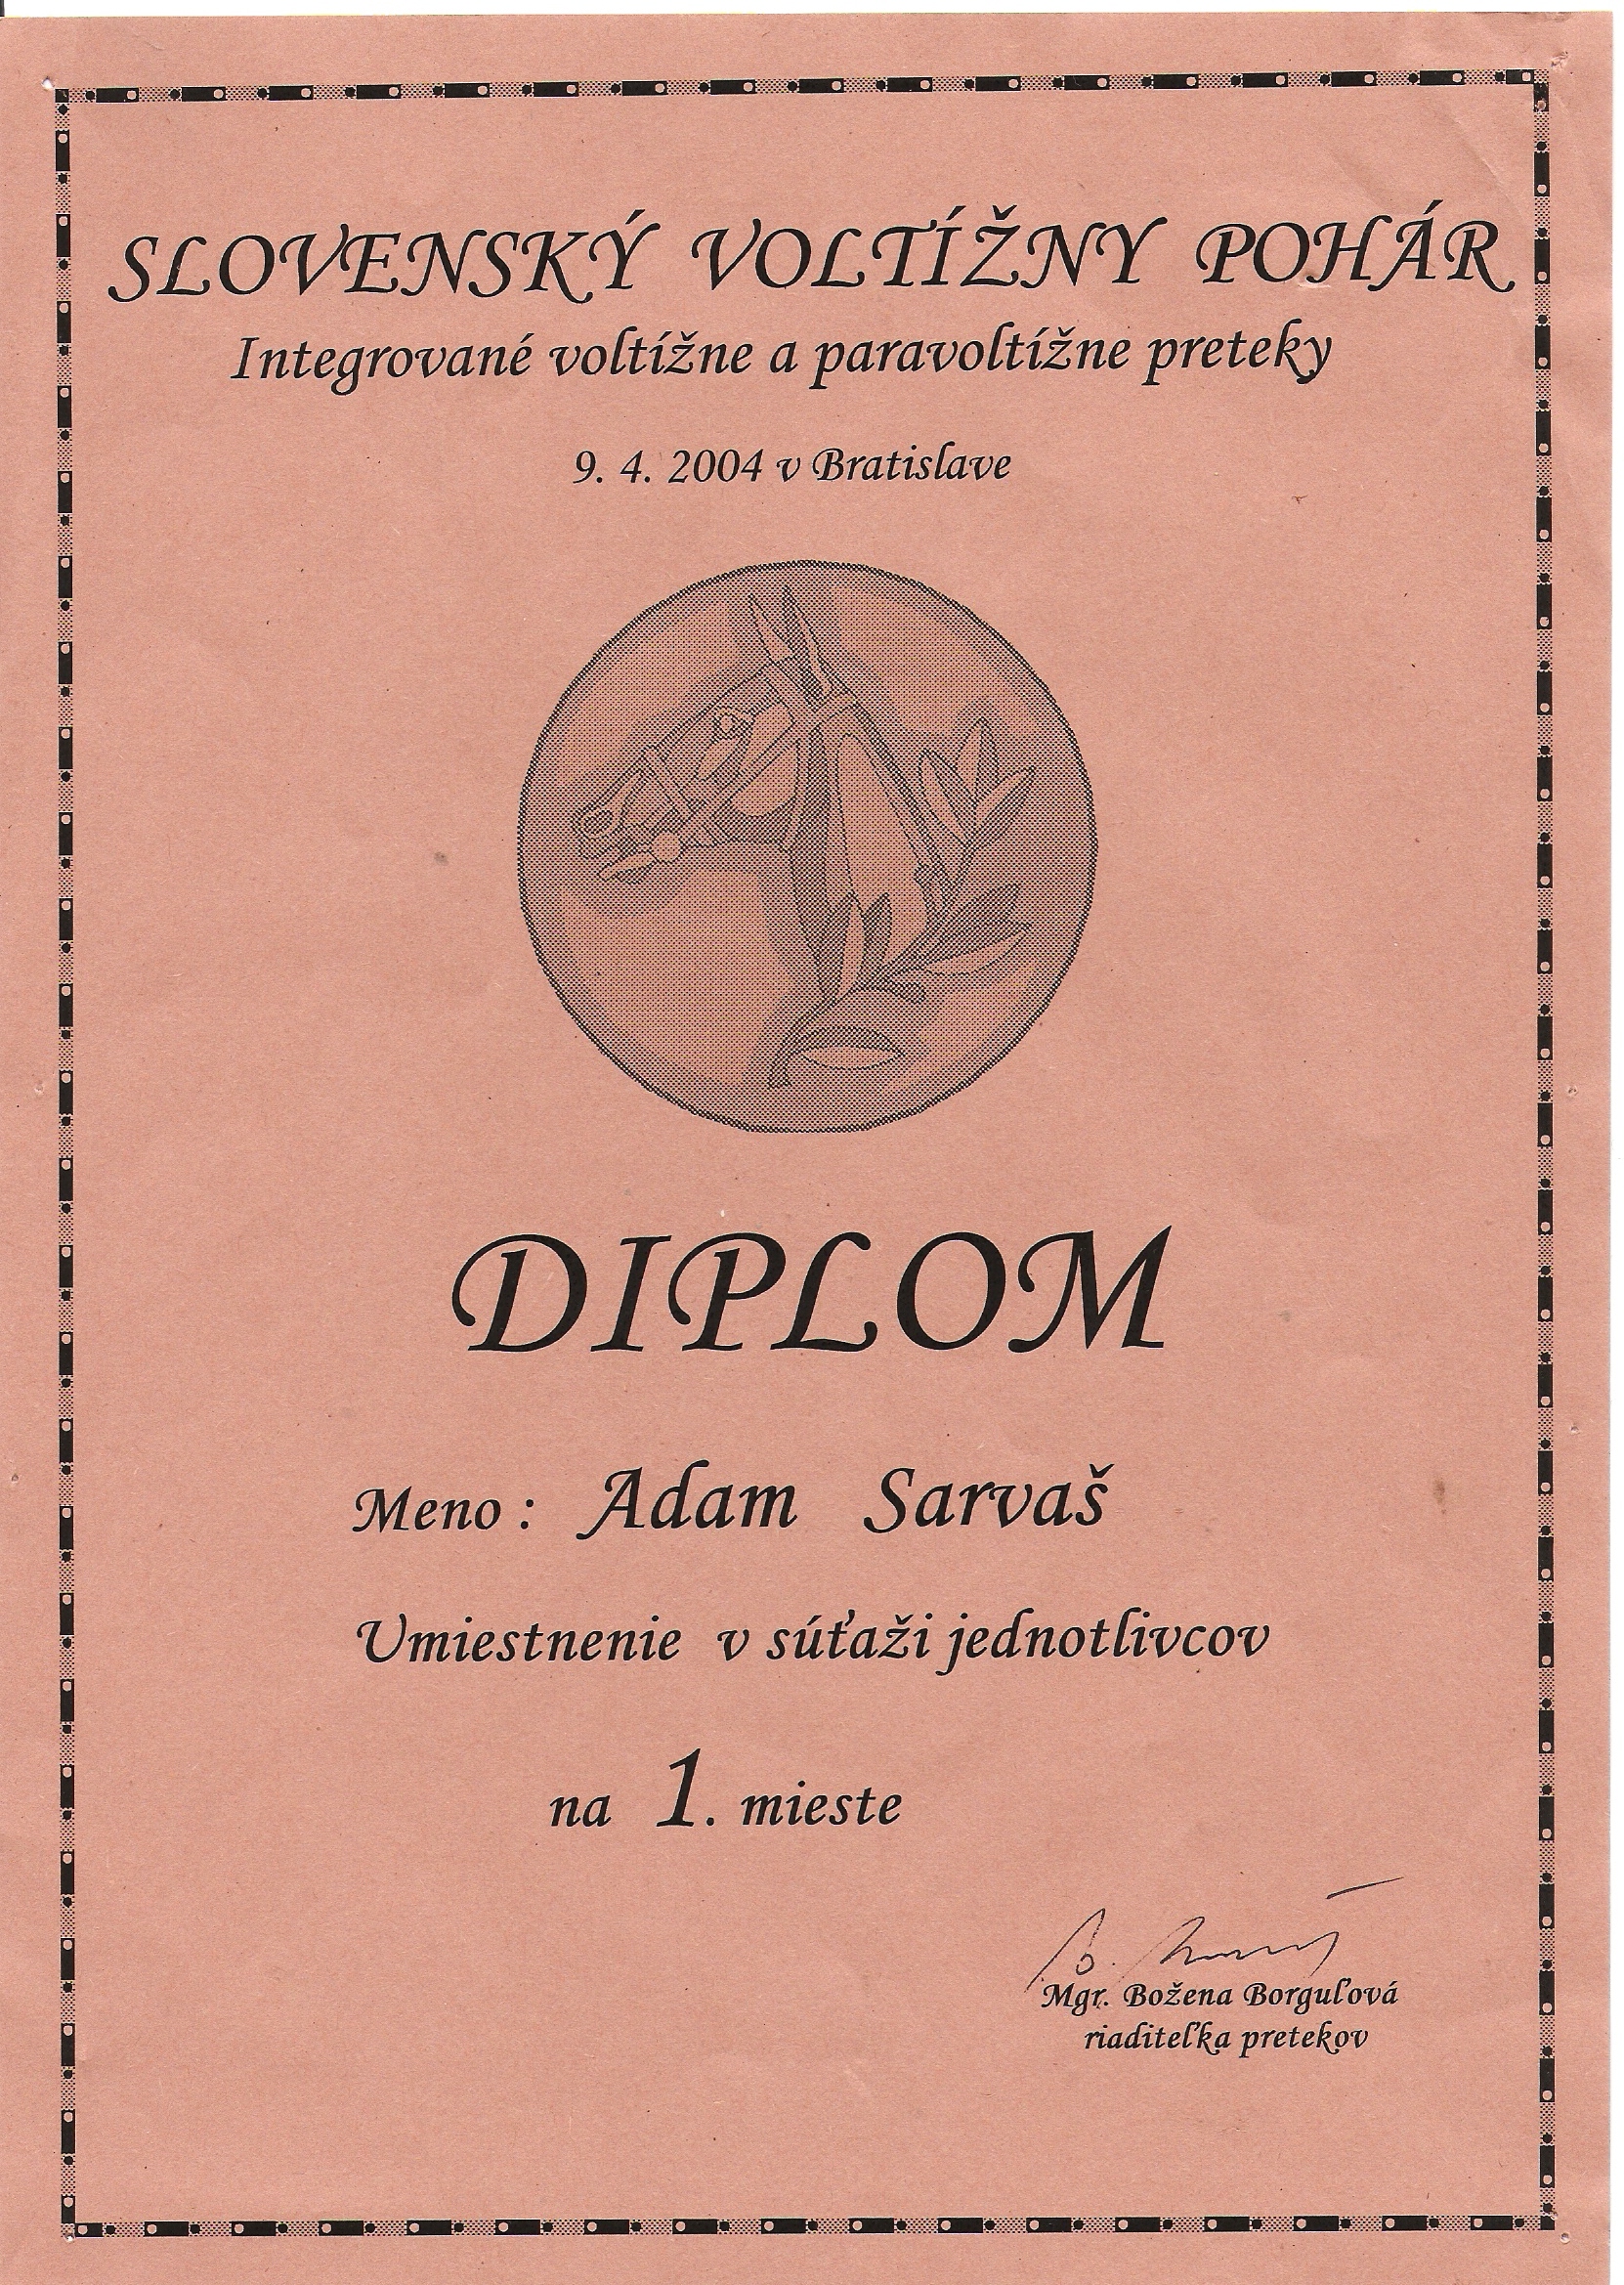 SLOVENSKÝ VOLTÍŽNY POHÁR
Integrované voltížne a paravoltížne preteky
9. 4. 2004 v Bratislave
DIPLOM
Meno : Adam Sarvaš
Umiestnenie v súťaži jednotlivcov
na 1. mieste
Mgr. Božena Borguľová
riaditeľka pretekov